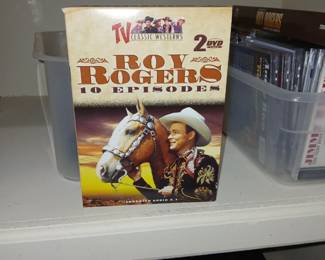 TV
CLASSIC WESTERNS
ROY
ROGERS
2 DVD
10 EPISODES